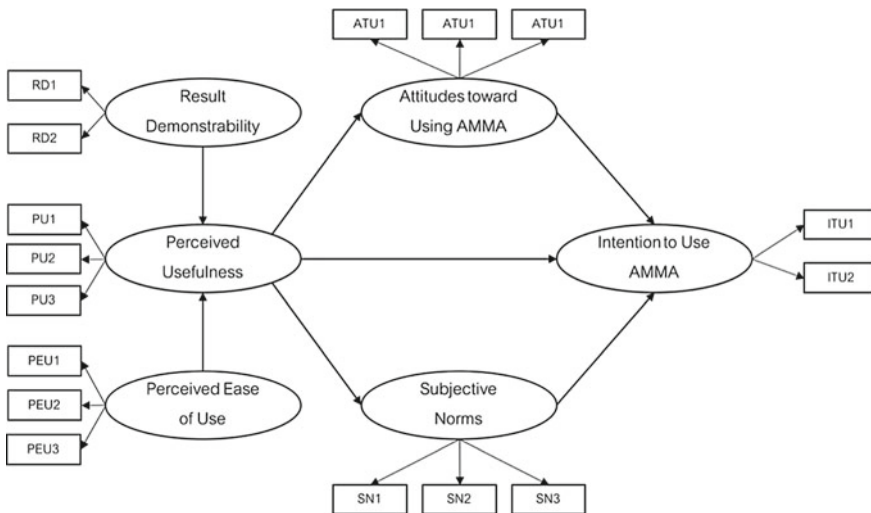 ATU1
ATU1
ATU1
RD1
RD2
Result
Demonstrability
Attitudes toward
Using AMMA
PU1
PU2
PU3
Perceived
Usefulness
Intention to Use
AMMA
ITU1
ITU2
PEU1
PEU2
PEU3
Perceived Ease
of Use
Subjective
Norms
SN1
SN2
SN3